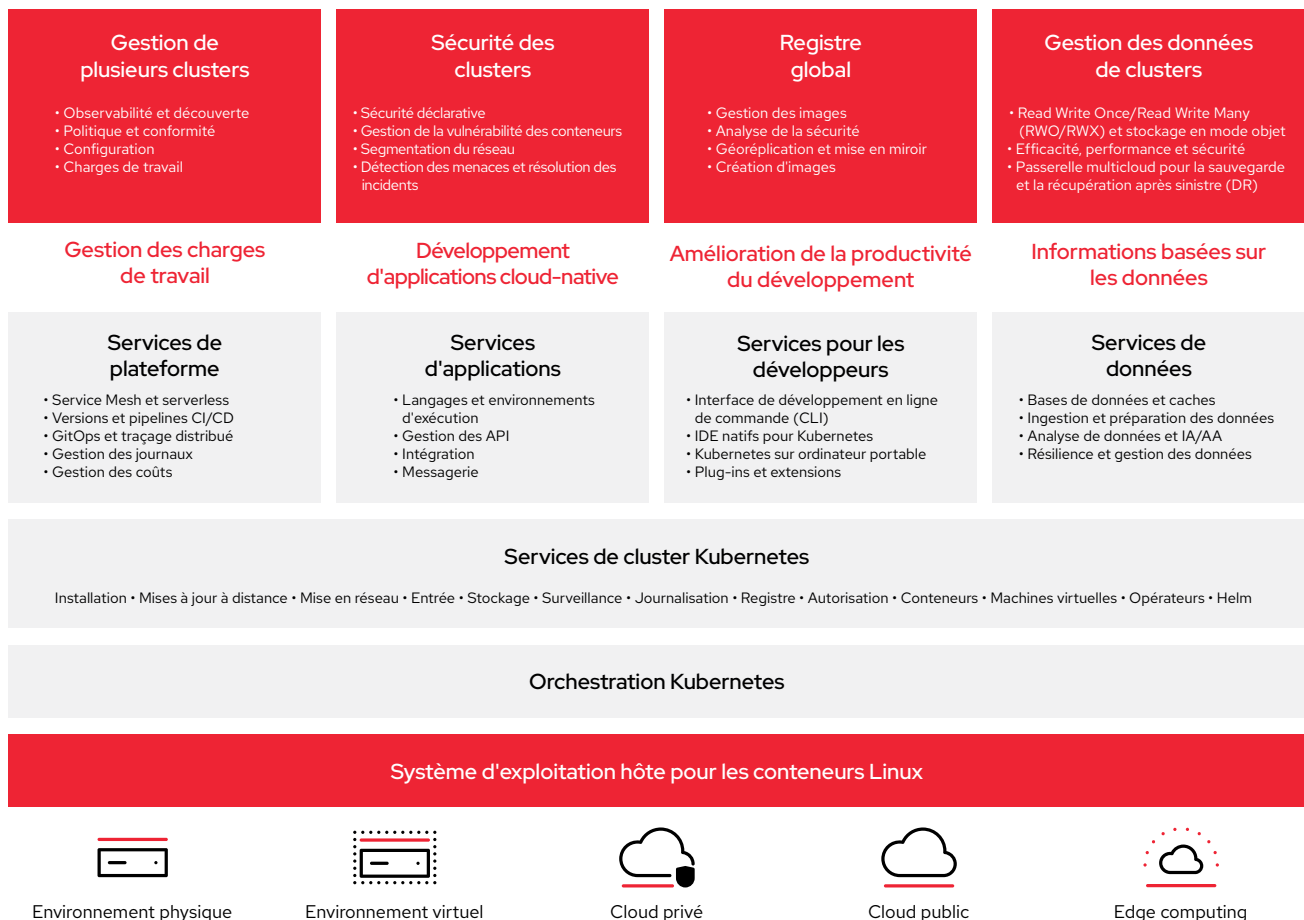 Gestion de
plusieurs clusters
• Observabilité et découverte
• Politique et conformité
• Configuration
• Charges de travail
Sécurité des
clusters
• Sécurité déclarative
• Gestion de la vulnérabilité des conteneurs
• Segmentation du réseau
• Détection des menaces et résolution des
incidents
Registre
global
• Gestion des images
• Analyse de la sécurité
• Géoréplication et mise en miroir
• Création d'images
Gestion des données
de clusters
• Read Write Once/Read Write Many
(RWO/RWX) et stockage en mode objet
• Efficacité, performance et sécurité
• Passerelle multicloud pour la sauvegarde
et la récupération après sinistre (DR)
Gestion des charges
de travail
Développement
d'applications cloud-native
Amélioration de la productivité
du développement
Informations basées sur
les données
Services de
plateforme
• Service Mesh et serverless
• Versions et pipelines CI/CD
• GitOps et traçage distribué
• Gestion des journaux
• Gestion des coûts
Services
d'applications
• Langages et environnements
d'exécution
• Gestion des API
• Intégration
• Messagerie
Services pour les
développeurs
• Interface de développement en ligne
de commande (CLI)
• IDE natifs pour Kubernetes
• Kubernetes sur ordinateur portable
• Plug-ins et extensions
Services de
données
• Bases de données et caches
• Ingestion et préparation des données
• Analyse de données et IA/AA
• Résilience et gestion des données
Services de cluster Kubernetes
Installation • Mises à jour à distance • Mise en réseau • Entrée • Stockage • Surveillance • Journalisation • Registre • Autorisation • Conteneurs • Machines virtuelles • Opérateurs • Helm
Orchestration Kubernetes
Système d'exploitation hôte pour les conteneurs Linux
Environnement physique
Environnement virtuel
Cloud privé
Cloud public
Edge computing